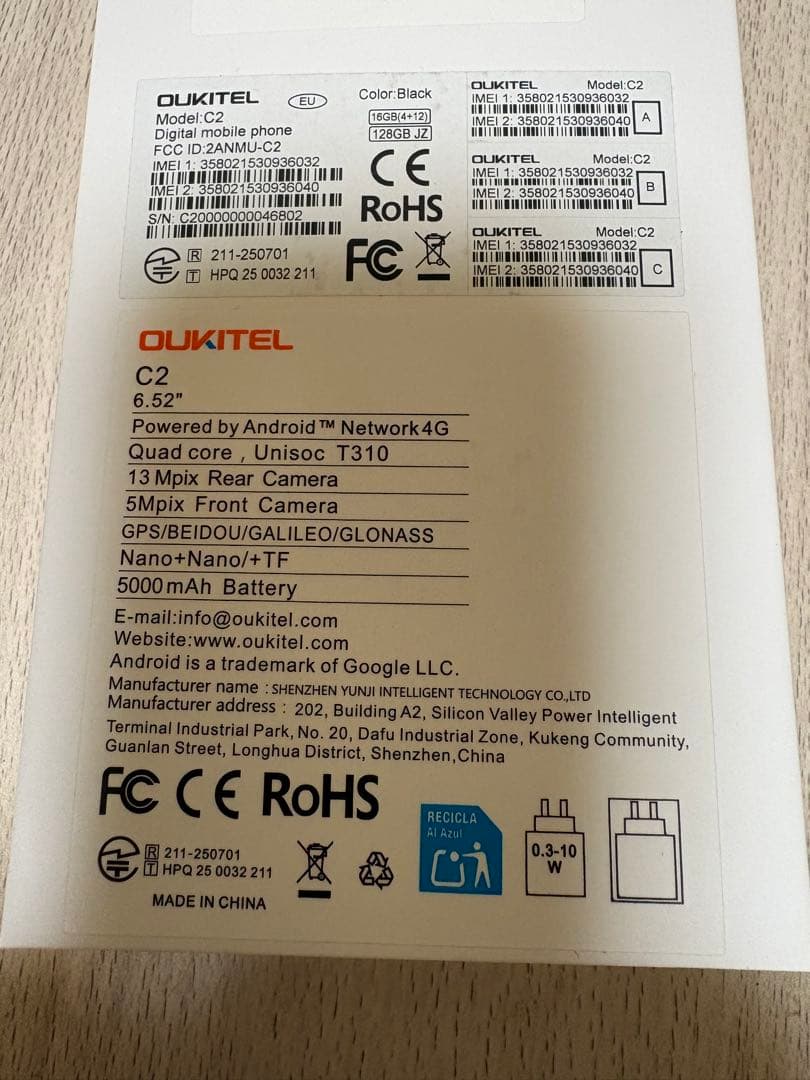 OUKITEL EU Color:Black
Model:C2
16GB(4+12)
Digital mobile phone
128GB JZ
FCC ID:2ANMU-C2
IMEI 1: 358021530936032
IMEI 2: 358021530936040
S/N: C20000000046802
CE
RoHS
FC
R 211-250701
T HPQ 25 0032 211
OUKITEL Model:C2
IMEI 1: 358021530936032
IMEI 2: 358021530936040
A
OUKITEL Model:C2
IMEI 1: 358021530936032
IMEI 2: 358021530936040
B
OUKITEL Model:C2
IMEI 1: 358021530936032
IMEI 2: 358021530936040
C
OUKITEL
C2
6.52"
Powered by Android™ Network4G
Quad core , Unisoc T310
13 Mpix Rear Camera
5Mpix Front Camera
GPS/BEIDOU/GALILEO/GLONASS
Nano+Nano/+TF
5000mAh Battery
E-mail:info@oukitel.com
Website:www.oukitel.com
Android is a trademark of Google LLC.
Manufacturer name : SHENZHEN YUNJI INTELLIGENT TECHNOLOGY CO.,LTD
Manufacturer address : 202, Building A2, Silicon Valley Power Intelligent
Terminal Industrial Park, No. 20, Dafu Industrial Zone, Kukeng Community,
Guanlan Street, Longhua District, Shenzhen,China
FC CE RoHS
R 211-250701
T HPQ 25 0032 211
MADE IN CHINA
RECICLA
Al Azul
0.3-10
W